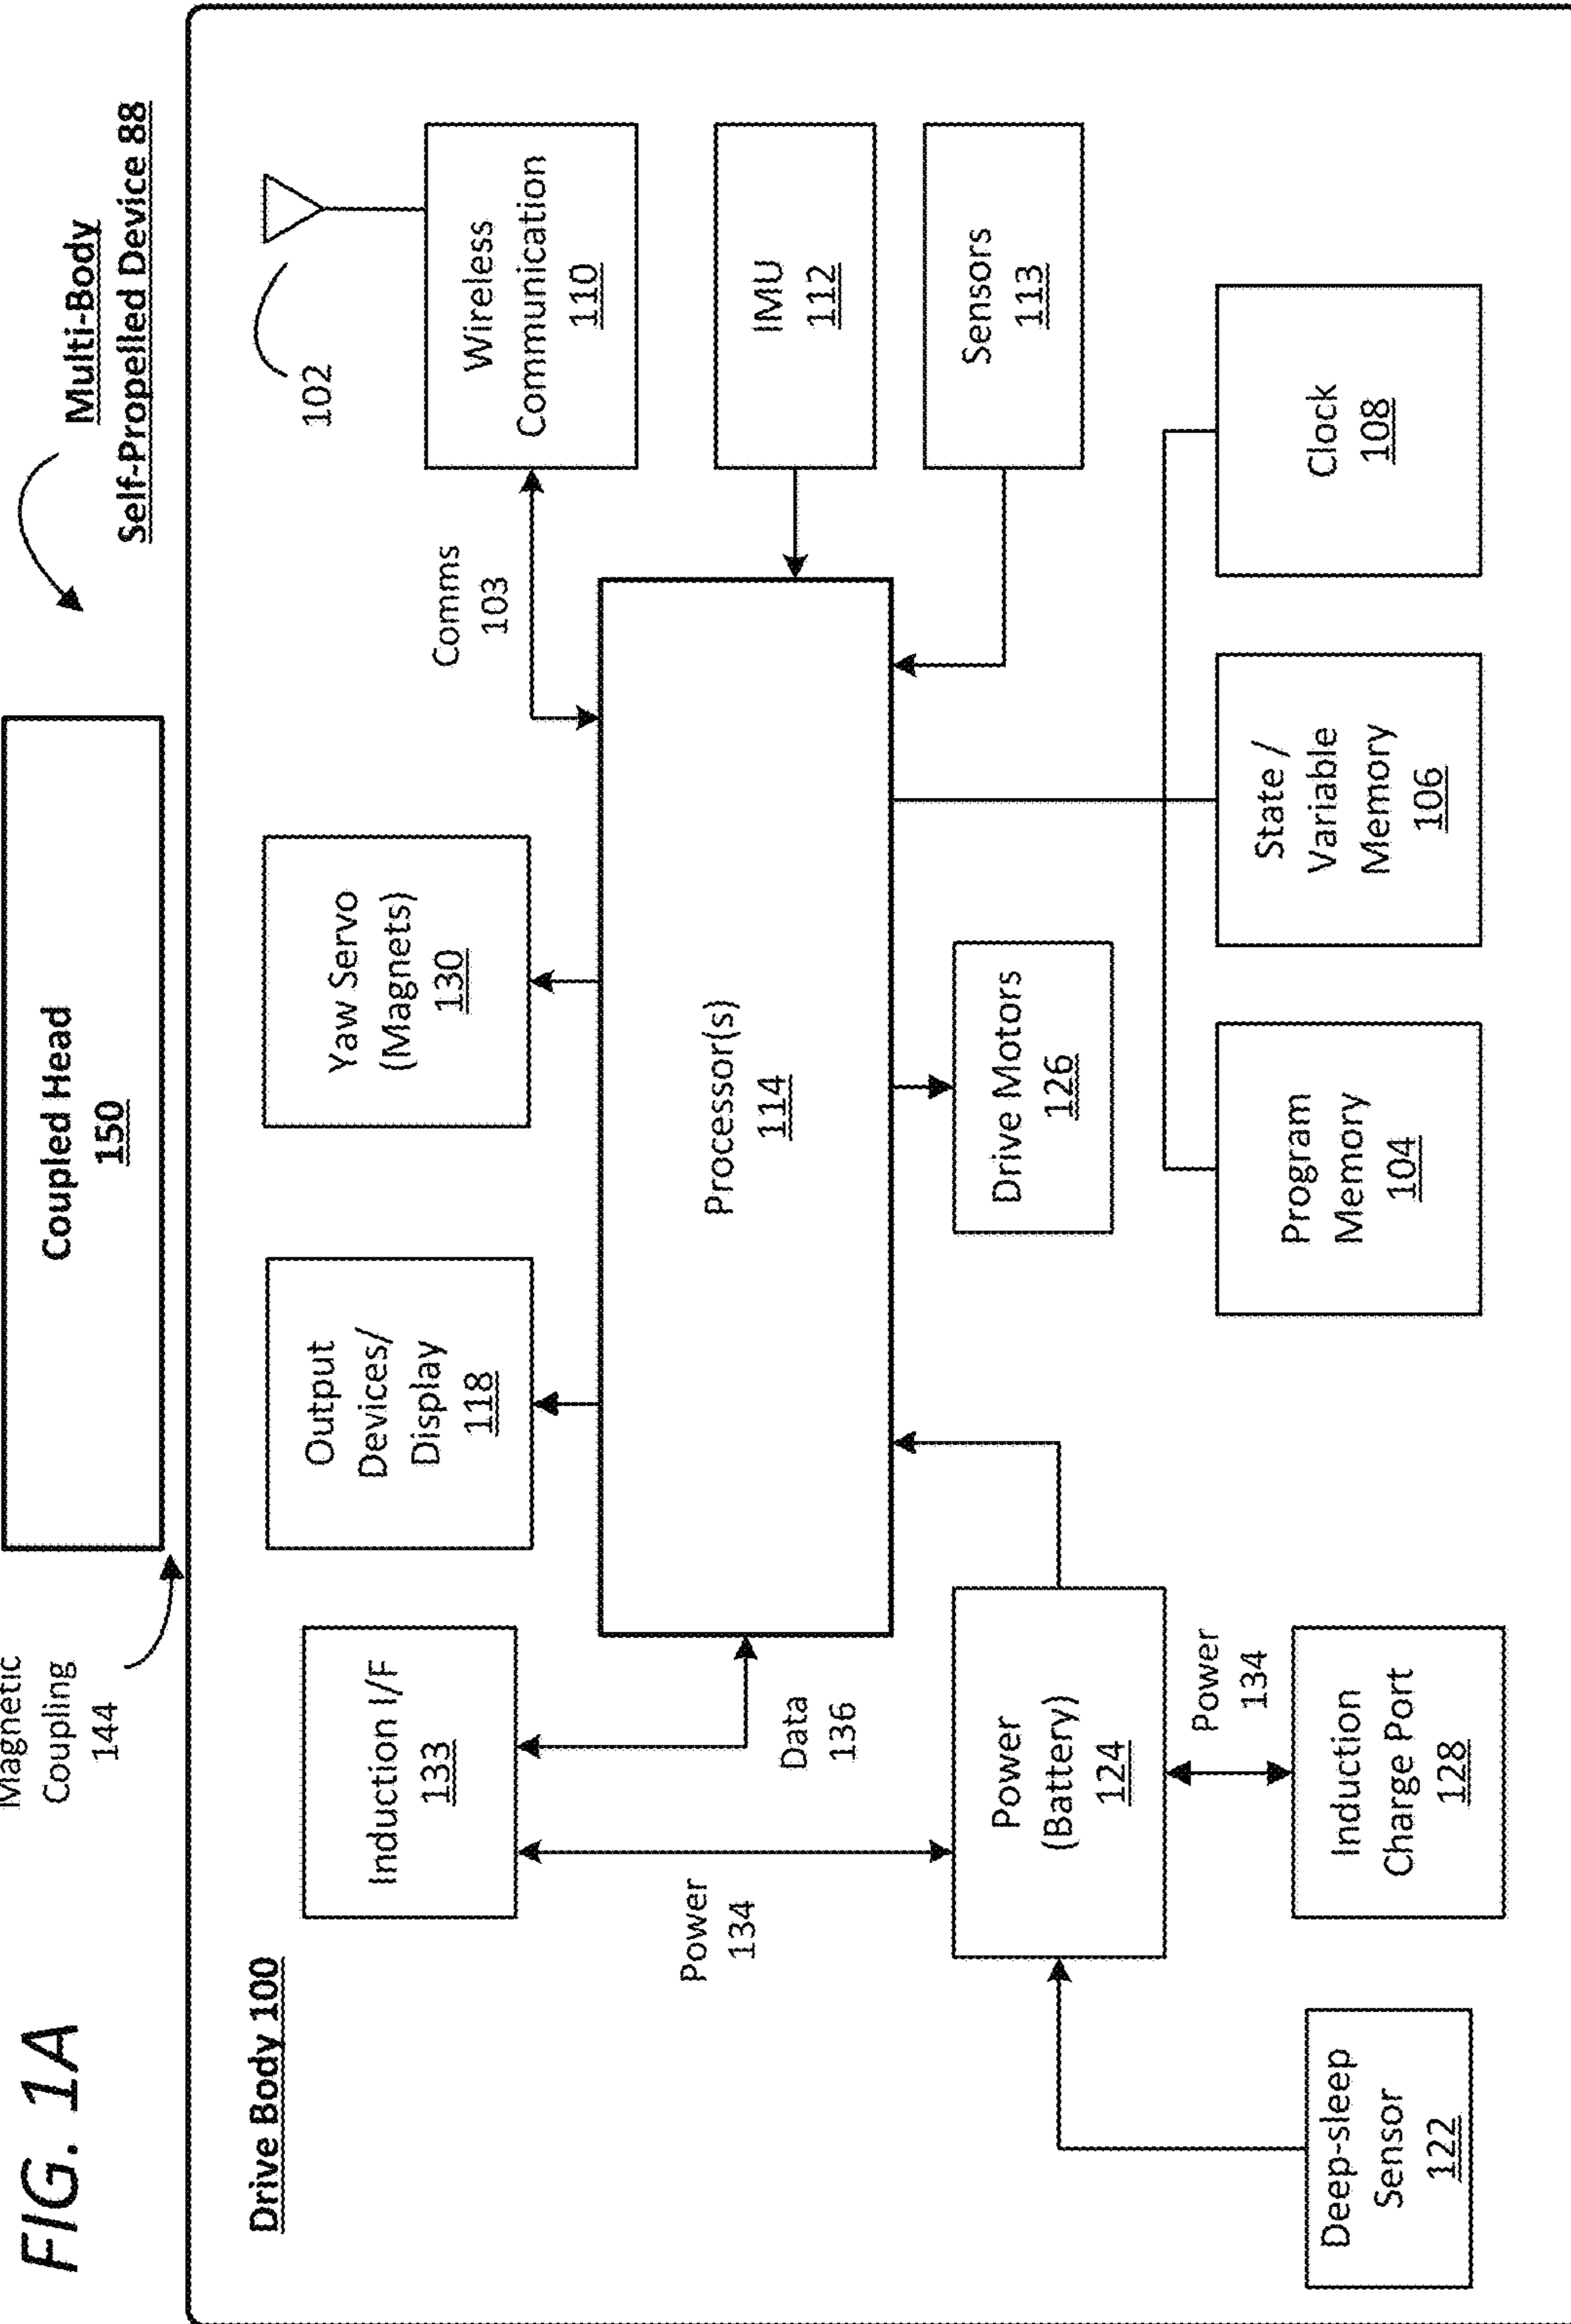 FIG. 1A
Magnetic
Coupling
144
Coupled Head
150
Multi-Body
Self-Propelled Device 88
Drive Body 100
Induction I/F
133
Output
Devices/
Display
118
Yaw Servo
(Magnets)
130
102
Wireless
Communication
110
Comms
103
Power
134
Data
136
Processor(s)
114
IMU
112
Sensors
113
Power
(Battery)
124
Drive Motors
126
Power
134
Deep-sleep
Sensor
122
Induction
Charge Port
128
Program
Memory
104
State /
Variable
Memory
106
Clock
108